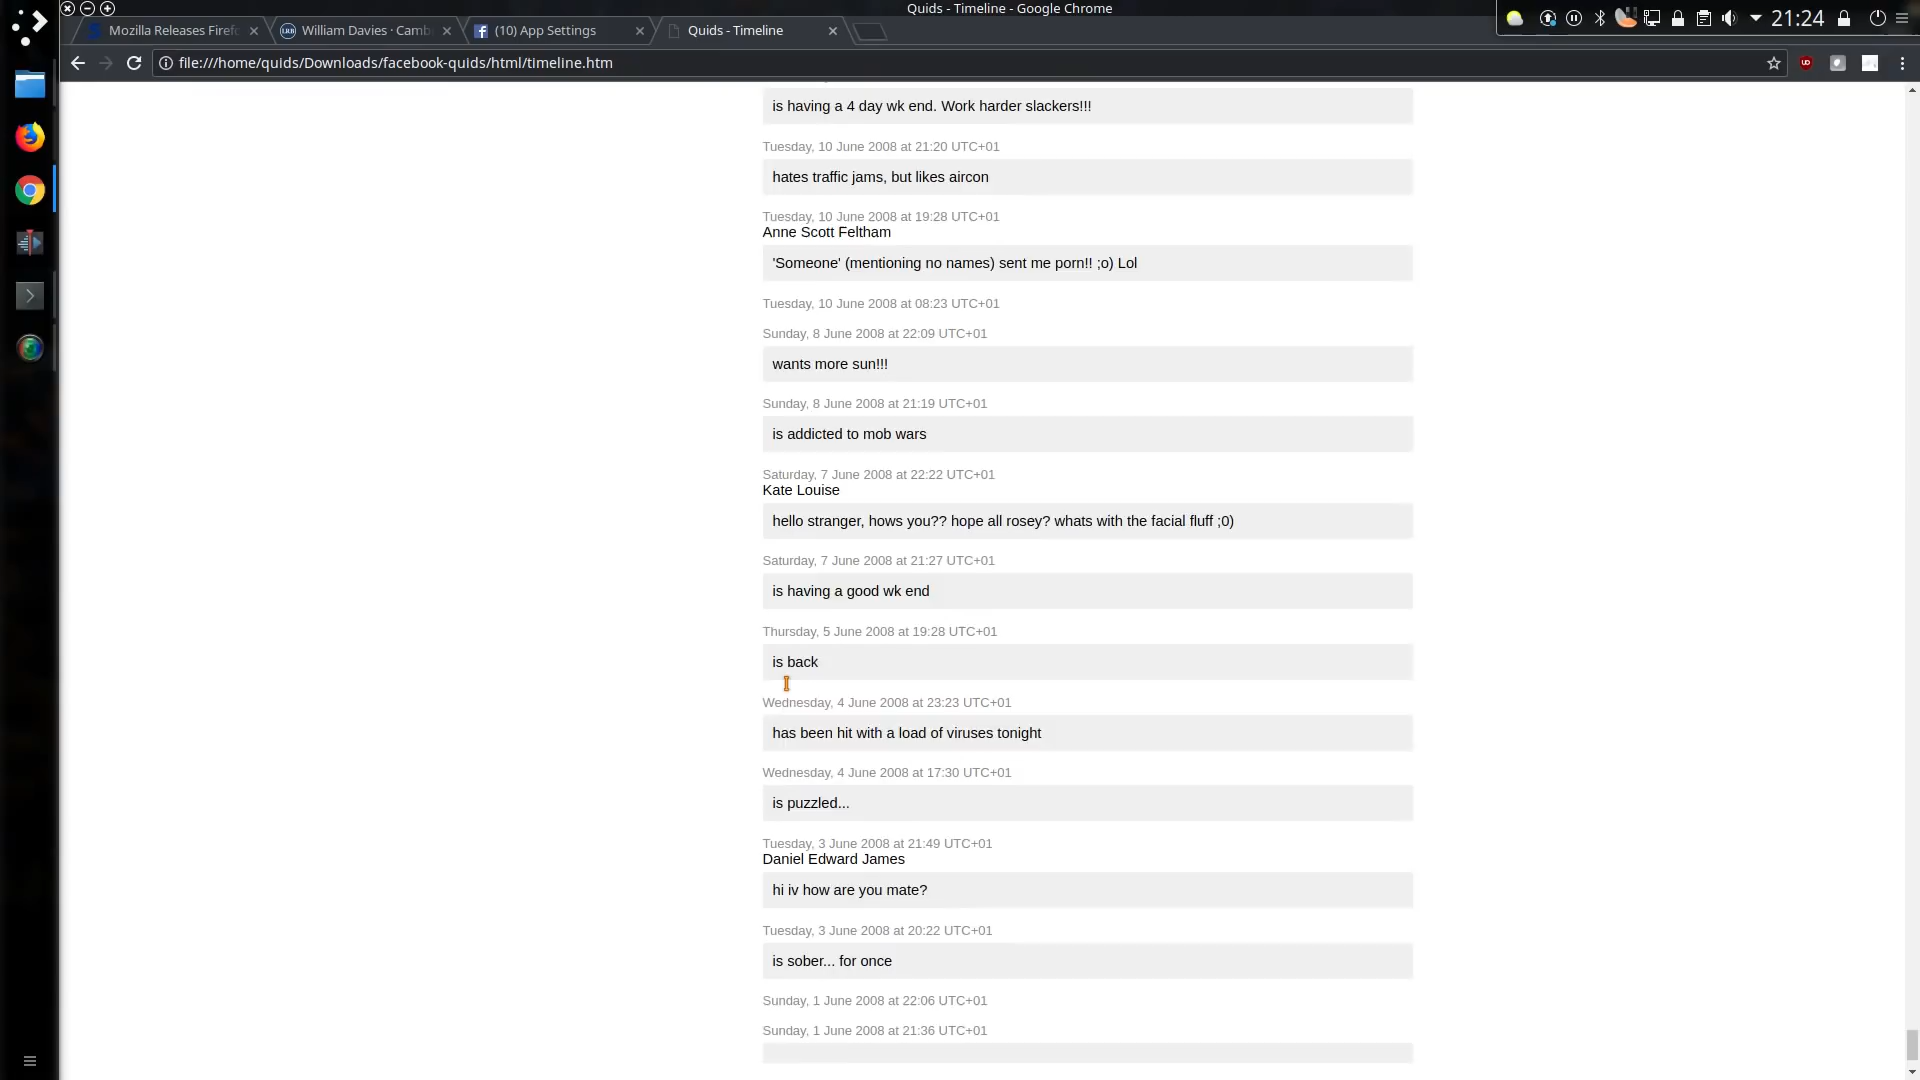 Quids - Timeline - Google Chrome
21:24
Mozilla Releases Firefo
William Davies · Camb
(10) App Settings
Quids - Timeline
file:///home/quids/Downloads/facebook-quids/html/timeline.htm
is having a 4 day wk end. Work harder slackers!!!
Tuesday, 10 June 2008 at 21:20 UTC+01
hates traffic jams, but likes aircon
Tuesday, 10 June 2008 at 19:28 UTC+01
Anne Scott Feltham
'Someone' (mentioning no names) sent me porn!! ;o) Lol
Tuesday, 10 June 2008 at 08:23 UTC+01
Sunday, 8 June 2008 at 22:09 UTC+01
wants more sun!!!
Sunday, 8 June 2008 at 21:19 UTC+01
is addicted to mob wars
Saturday, 7 June 2008 at 22:22 UTC+01
Kate Louise
hello stranger, hows you?? hope all rosey? whats with the facial fluff ;0)
Saturday, 7 June 2008 at 21:27 UTC+01
is having a good wk end
Thursday, 5 June 2008 at 19:28 UTC+01
is back
Wednesday, 4 June 2008 at 23:23 UTC+01
has been hit with a load of viruses tonight
Wednesday, 4 June 2008 at 17:30 UTC+01
is puzzled...
Tuesday, 3 June 2008 at 21:49 UTC+01
Daniel Edward James
hi iv how are you mate?
Tuesday, 3 June 2008 at 20:22 UTC+01
is sober... for once
Sunday, 1 June 2008 at 22:06 UTC+01
Sunday, 1 June 2008 at 21:36 UTC+01